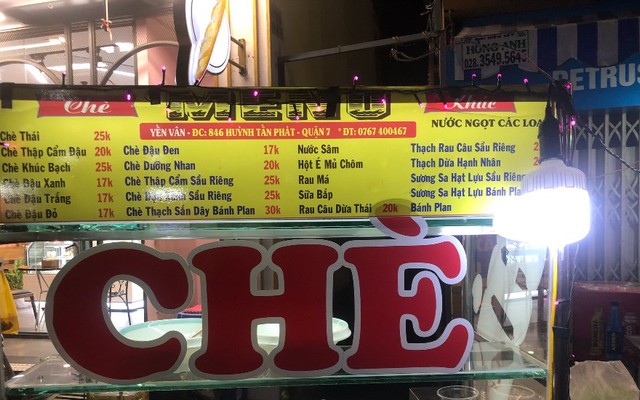 HỒNG ANH
028.3549.564
PETRUS
Chè
MENU
Khúc
YẾN VÂN - ĐC: 846 HUỲNH TẤN PHÁT - QUẬN 7 * ĐT: 0767 400467
NƯỚC NGỌT CÁC LOẠ
Chè Thái 25k
Chè Thập Cẩm Đậu 20k
Chè Khúc Bạch 25k
Chè Đậu Xanh 17k
Chè Đậu Trắng 17k
Chè Đậu Đỏ 17k
Chè Đậu Đen 17k
Chè Dưỡng Nhan 20k
Chè Thập Cẩm Sầu Riêng 25k
Chè Đậu Xanh Sầu Riêng 25k
Chè Thạch Sắn Dây Bánh Plan 30k
Nước Sâm
Hột É Mủ Chôm
Rau Má
Sữa Bắp
Rau Câu Dừa Thái 20k
Thạch Rau Câu Sầu Riêng
Thạch Dừa Hạnh Nhân
Sương Sa Hạt Lựu Sầu Riêng
Sương Sa Hạt Lựu Bánh Plan
Bánh Plan
CHÈ